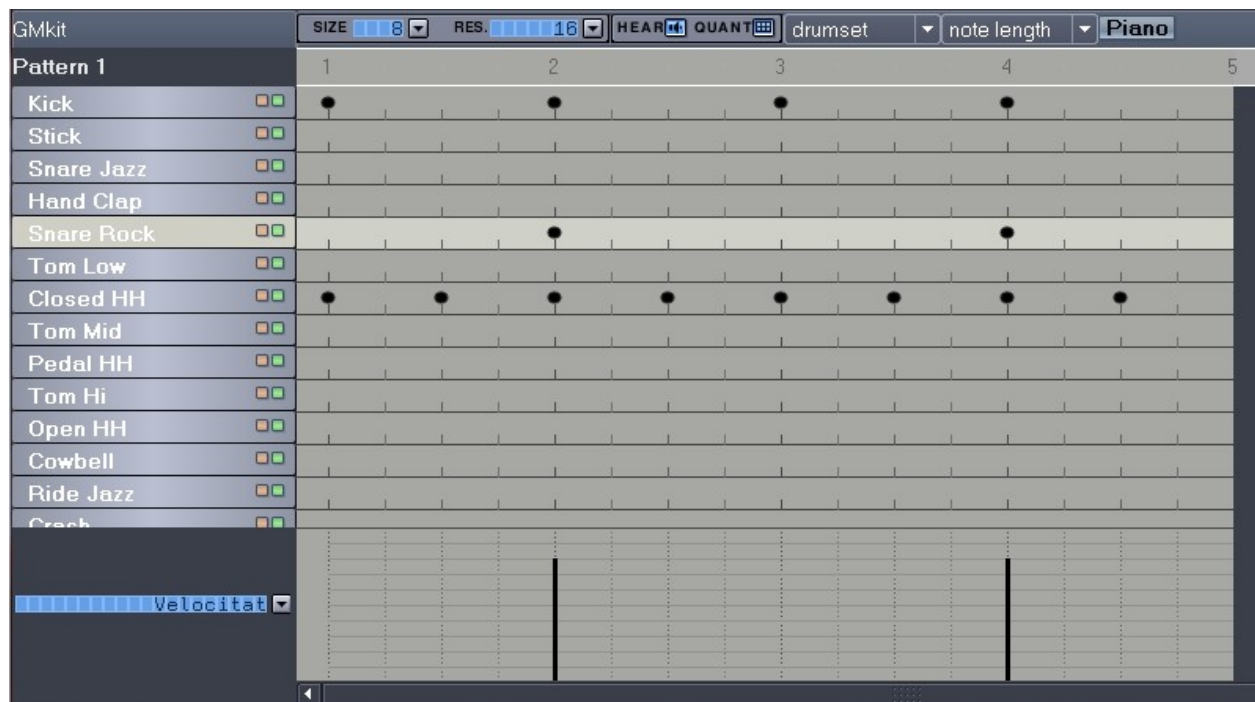 GMkit SIZE 8 RES. 16 HEAR QUANT drumset note length Piano
Pattern 1 1 2 3 4 5
Kick
Stick
Snare Jazz
Hand Clap
Snare Rock
Tom Low
Closed HH
Tom Mid
Pedal HH
Tom Hi
Open HH
Cowbell
Ride Jazz
Crash
Velocitat